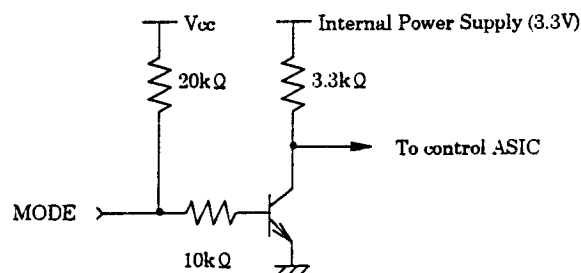 Vcc
Internal Power Supply (3.3V)
20kΩ
3.3kΩ
To control ASIC
MODE
10kΩ